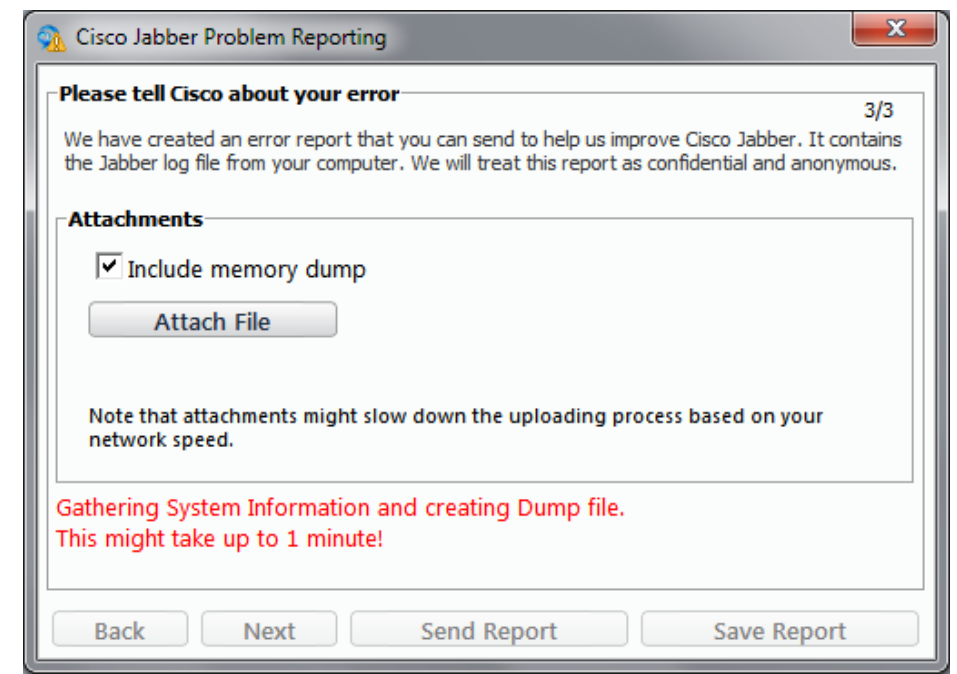 Cisco Jabber Problem Reporting
Please tell Cisco about your error
3/3
We have created an error report that you can send to help us improve Cisco Jabber. It contains
the Jabber log file from your computer. We will treat this report as confidential and anonymous.
Attachments
Include memory dump
Attach File
Note that attachments might slow down the uploading process based on your
network speed.
Gathering System Information and creating Dump file.
This might take up to 1 minute!
Back Next Send Report Save Report